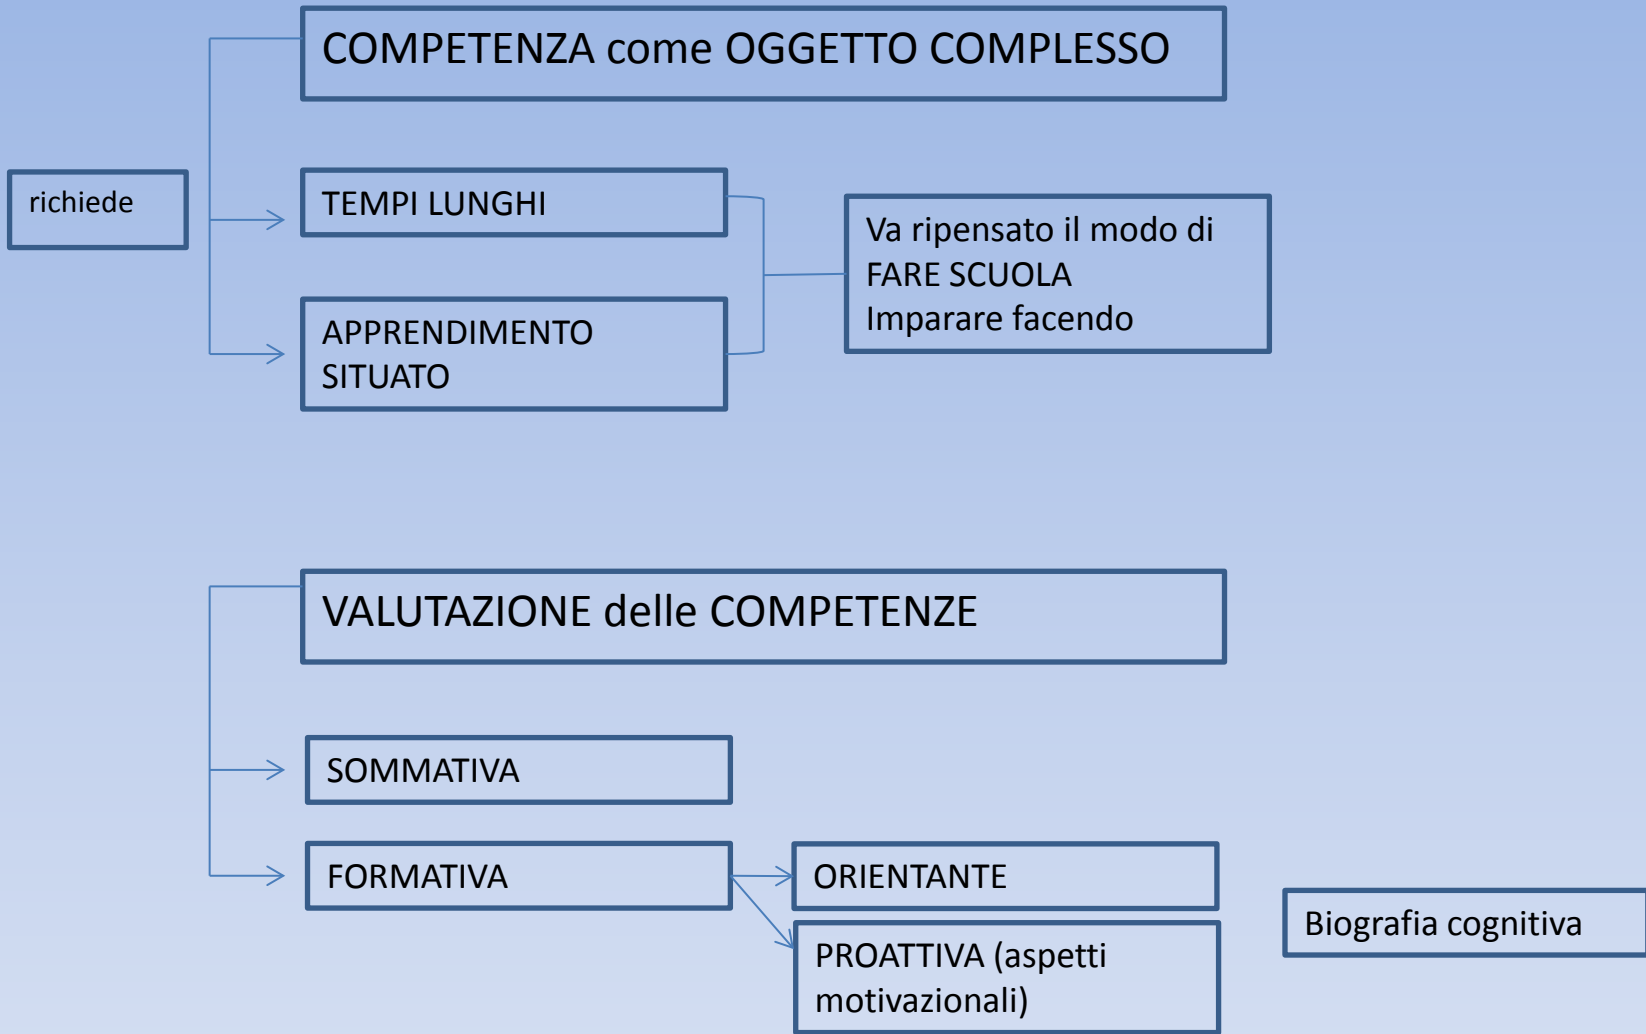 COMPETENZA come OGGETTO COMPLESSO
richiede
TEMPI LUNGHI
Va ripensato il modo di
FARE SCUOLA
Imparare facendo
APPRENDIMENTO
SITUATO
VALUTAZIONE delle COMPETENZE
SOMMATIVA
FORMATIVA
ORIENTANTE
PROATTIVA (aspetti
motivazionali)
Biografia cognitiva